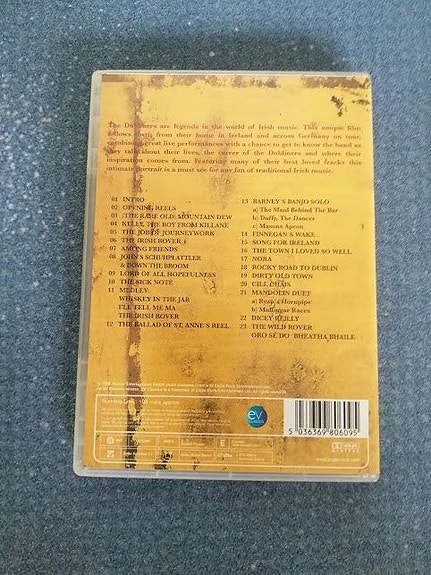 The Dubliners are legends in the world of Irish music. This unique film
follows them from their home in Ireland and across Germany on tour,
combining great live performances with a chance to get to know the band as
they talk about their lives, the career of the Dubliners and where their
inspiration comes from. Featuring many of their best loved tracks this
intimate portrait is a must see for any fan of traditional Irish music.
01 INTRO
02 OPENING REELS
03 THE RARE OLD MOUNTAIN DEW
04 KELLY, THE BOY FROM KILLANE
05 THE JOB OF JOURNEYWORK
06 THE IRISH ROVER
07 AMONG FRIENDS
08 JOHN'S SCHUHPLATTLER
& DOWN THE BROOM
09 LORD OF ALL HOPEFULNESS
10 THE SICK NOTE
11 MEDLEY:
WHISKEY IN THE JAR
I'LL TELL ME MA
THE IRISH ROVER
12 THE BALLAD OF ST. ANNE'S REEL
13 BARNEY'S BANJO SOLO
a: The Maid Behind The Bar
b: Duffy, The Dancer
c: Masons Apron
14 FINNEGAN'S WAKE
15 SONG FOR IRELAND
16 THE TOWN I LOVED SO WELL
17 NORA
18 ROCKY ROAD TO DUBLIN
19 DIRTY OLD TOWN
20 CILL CHAIS
21 MANDOLIN DUET
a: Ryan's Hornpipe
b: Mullingar Races
22 DICEY REILLY
23 THE WILD ROVER
ORO SÉ DO 'BHEATHA BHAILE
ev
CLASSICS
5 036369 806095